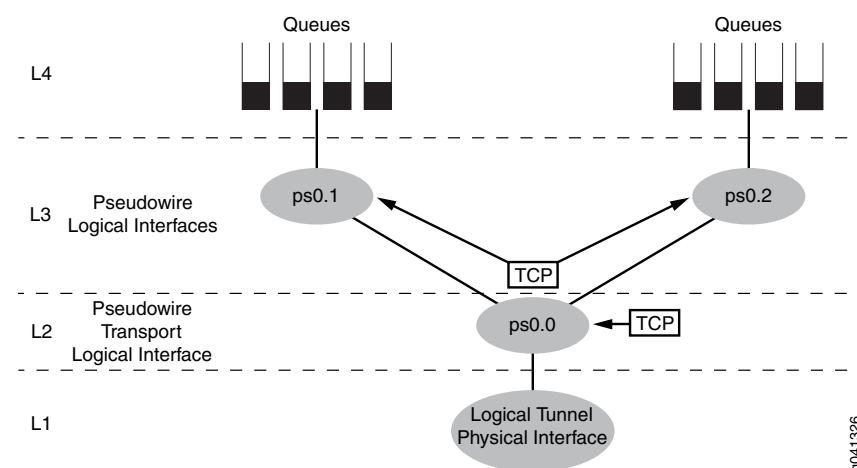 Queues
Queues
L4
ps0.1
ps0.2
L3
Pseudowire
Logical Interfaces
TCP
L2
Pseudowire
Transport
Logical Interface
ps0.0
TCP
L1
Logical Tunnel
Physical Interface
g041326